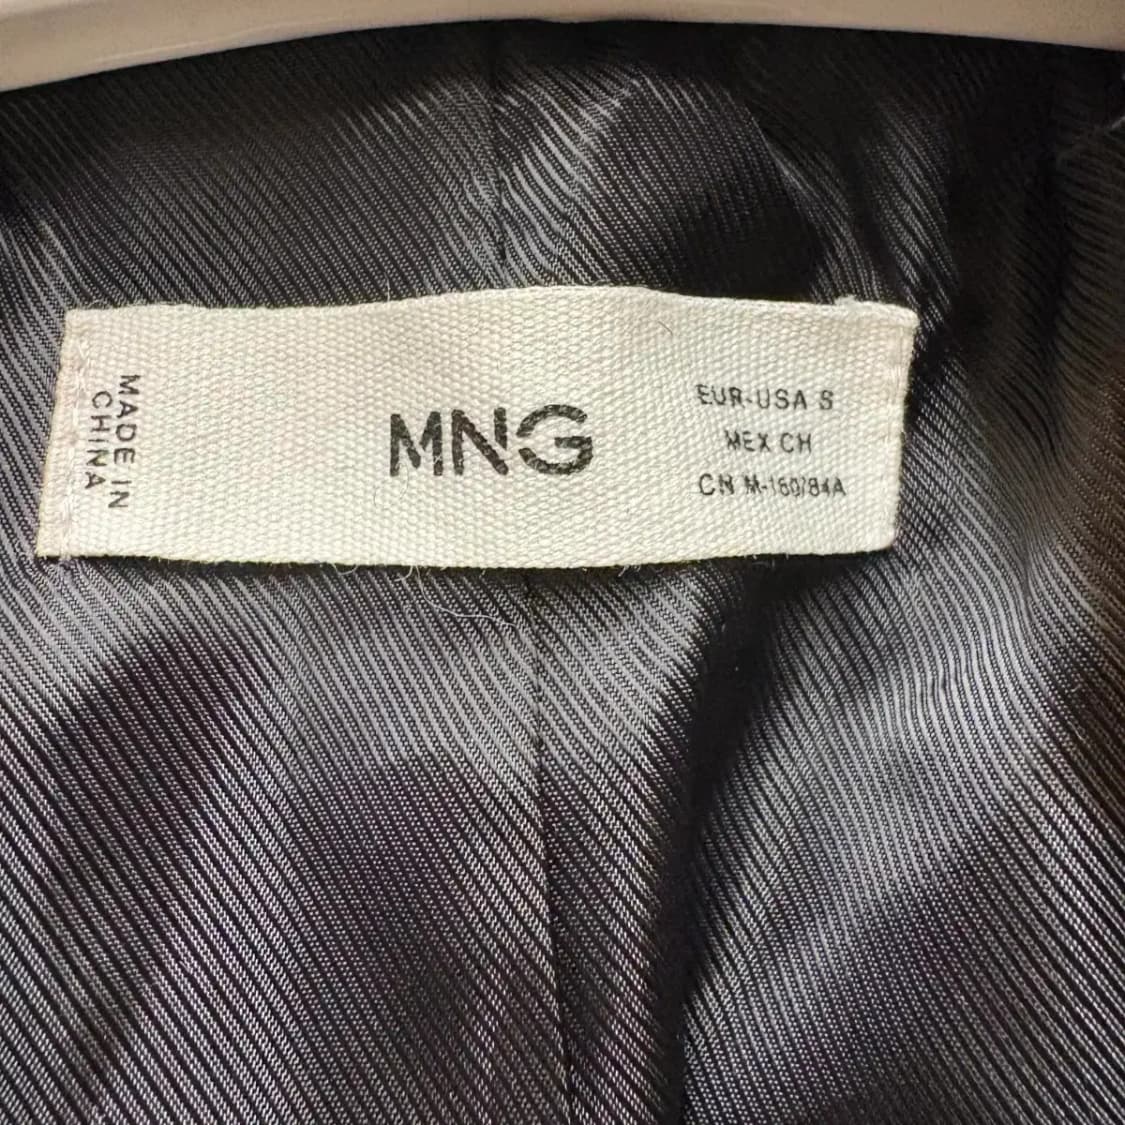 MADE IN
CHINA
MNG
EUR-USA S
MEX CH
CN M-160/84A